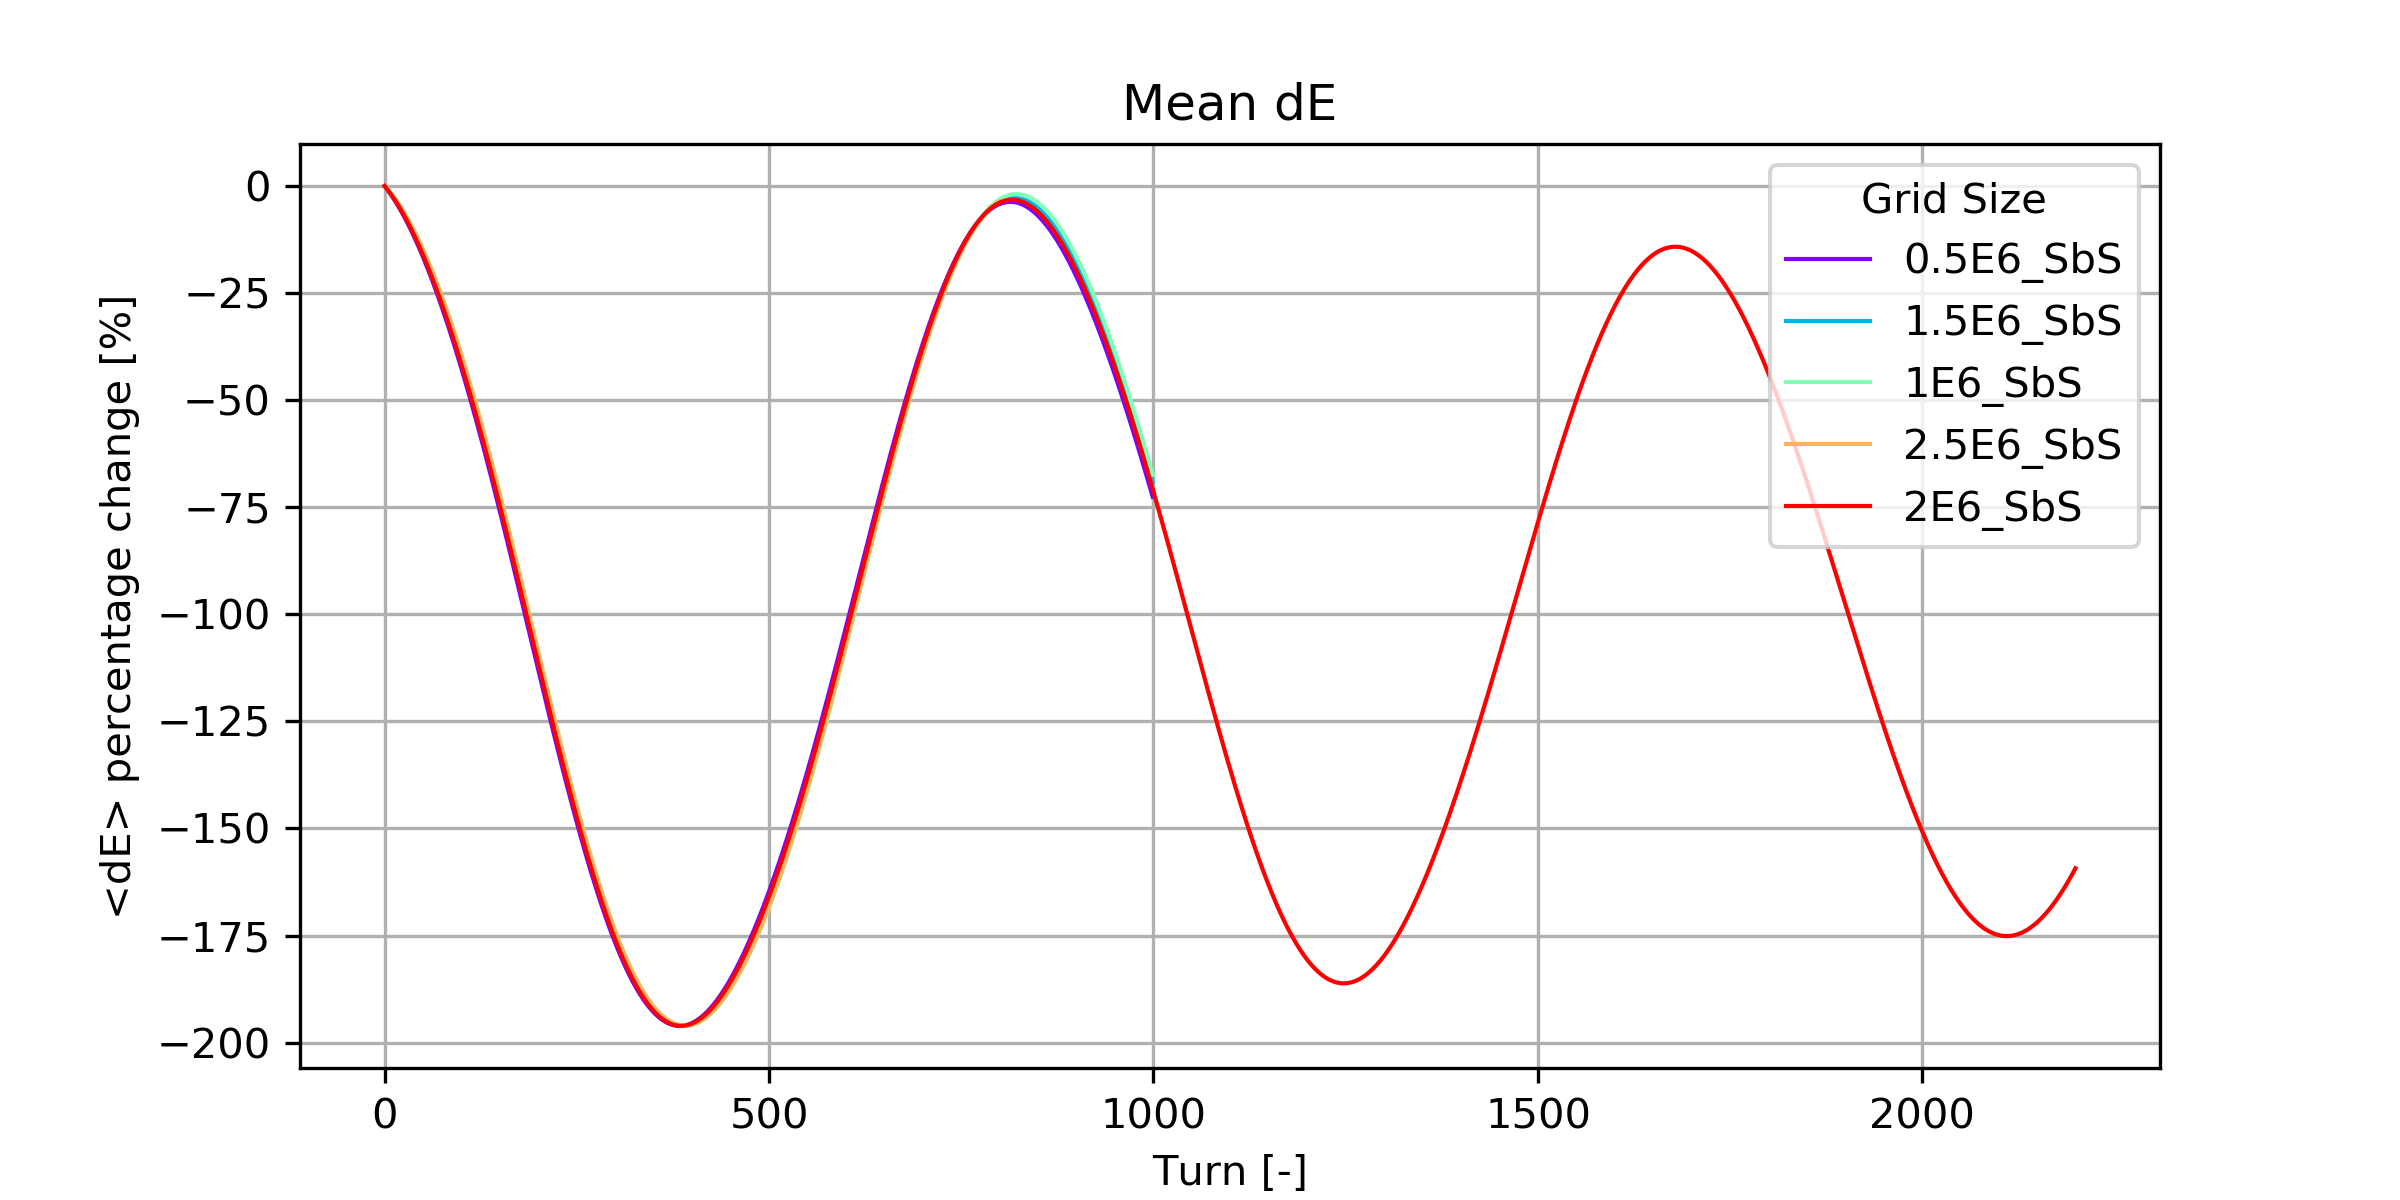 Mean dE
<dE> percentage change [%]
0
−25
−50
−75
−100
−125
−150
−175
−200
Grid Size
0.5E6_SbS
1.5E6_SbS
1E6_SbS
2.5E6_SbS
2E6_SbS
0 500 1000 1500 2000
Turn [-]